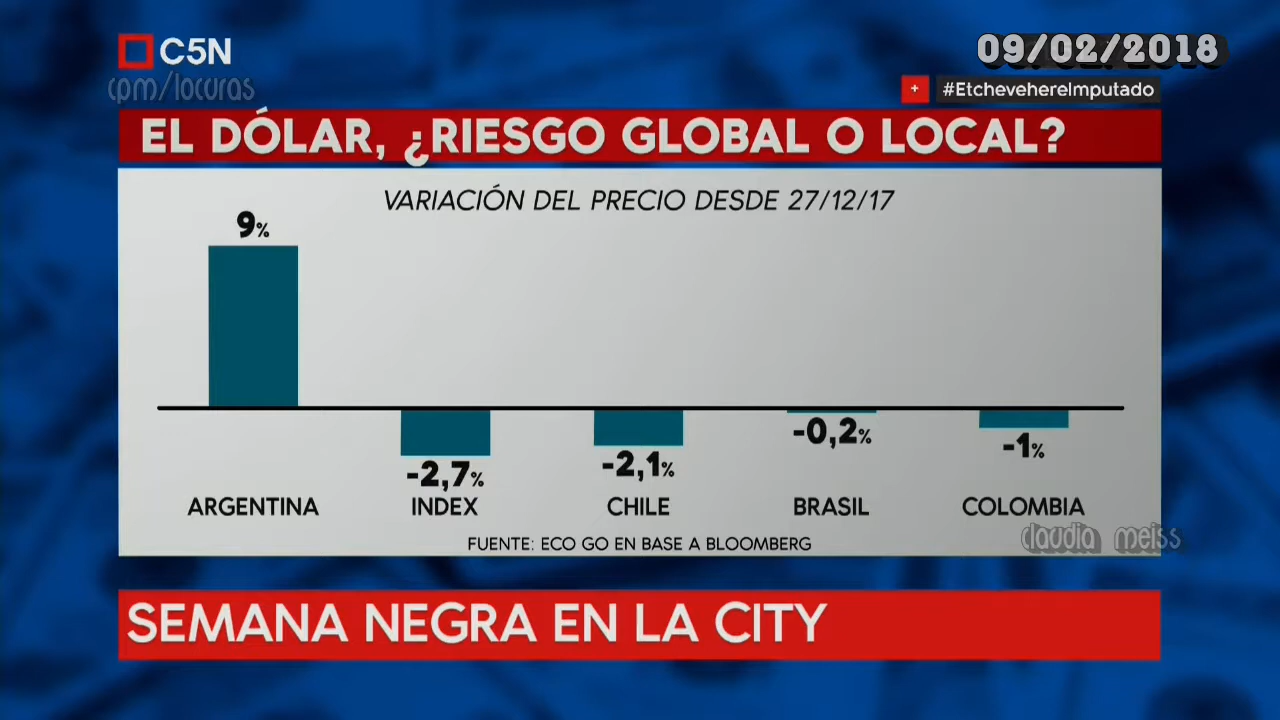 C5N
09/02/2018
cpm/locuras
+ #EtchevehereImputado
EL DÓLAR, ¿RIESGO GLOBAL O LOCAL?
VARIACIÓN DEL PRECIO DESDE 27/12/17
9%
-2,7%
-2,1%
-0,2%
-1%
ARGENTINA
INDEX
CHILE
BRASIL
COLOMBIA
claudia meiss
FUENTE: ECO GO EN BASE A BLOOMBERG
SEMANA NEGRA EN LA CITY